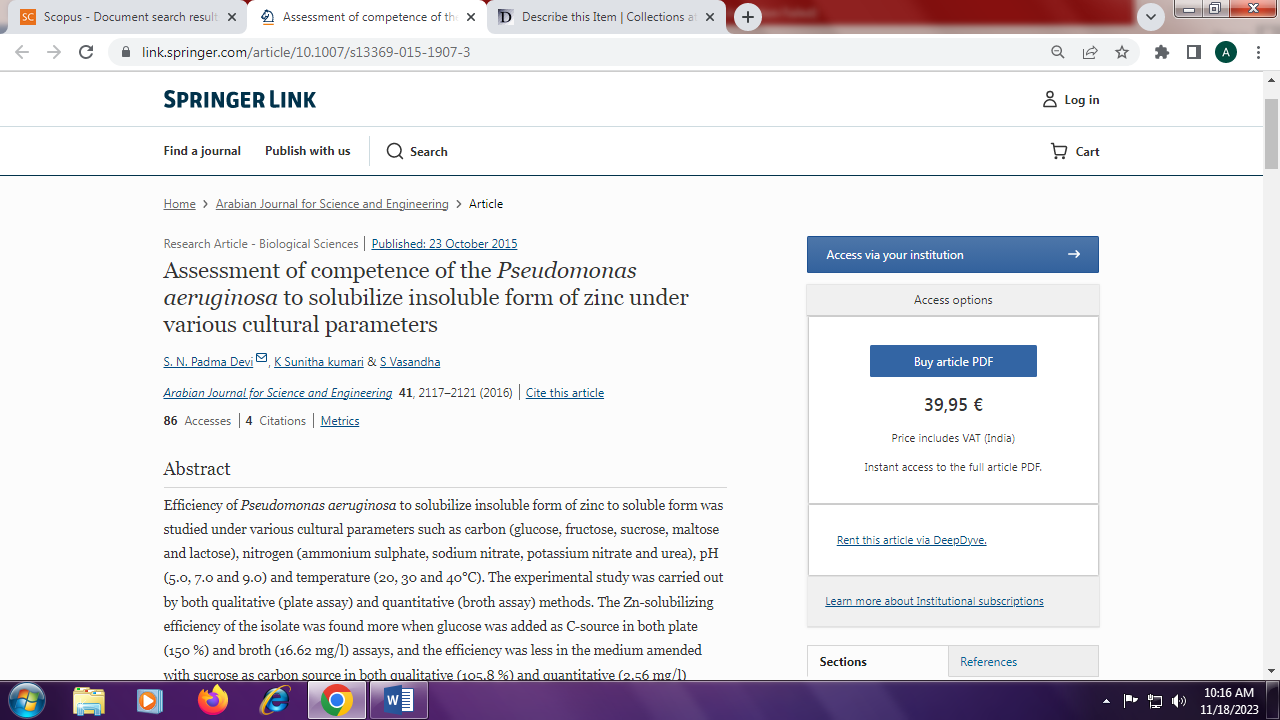 Scopus - Document search result
Assessment of competence of the
Describe this Item | Collections a
link.springer.com/article/10.1007/s13369-015-1907-3
A
SPRINGER LINK
Log in
Find a journal
Publish with us
Search
Cart
Home > Arabian Journal for Science and Engineering > Article
Research Article - Biological Sciences | Published: 23 October 2015
Assessment of competence of the Pseudomonas
aeruginosa to solubilize insoluble form of zinc under
various cultural parameters
S. N. Padma Devi, K Sunitha kumari & S Vasandha
Arabian Journal for Science and Engineering 41, 2117–2121 (2016) | Cite this article
86 Accesses | 4 Citations | Metrics
Abstract
Efficiency of Pseudomonas aeruginosa to solubilize insoluble form of zinc to soluble form was
studied under various cultural parameters such as carbon (glucose, fructose, sucrose, maltose
and lactose), nitrogen (ammonium sulphate, sodium nitrate, potassium nitrate and urea), pH
(5.0, 7.0 and 9.0) and temperature (20, 30 and 40°C). The experimental study was carried out
by both qualitative (plate assay) and quantitative (broth assay) methods. The Zn-solubilizing
efficiency of the isolate was found more when glucose was added as C-source in both plate
(150 %) and broth (16.62 mg/l) assays, and the efficiency was less in the medium amended
with sucrose as carbon source in both qualitative (105.8 %) and quantitative (2.56 mg/l)
Access via your institution
Access options
Buy article PDF
39,95 €
Price includes VAT (India)
Instant access to the full article PDF.
Rent this article via DeepDyve.
Learn more about Institutional subscriptions
Sections
References
10:16 AM
11/18/2023